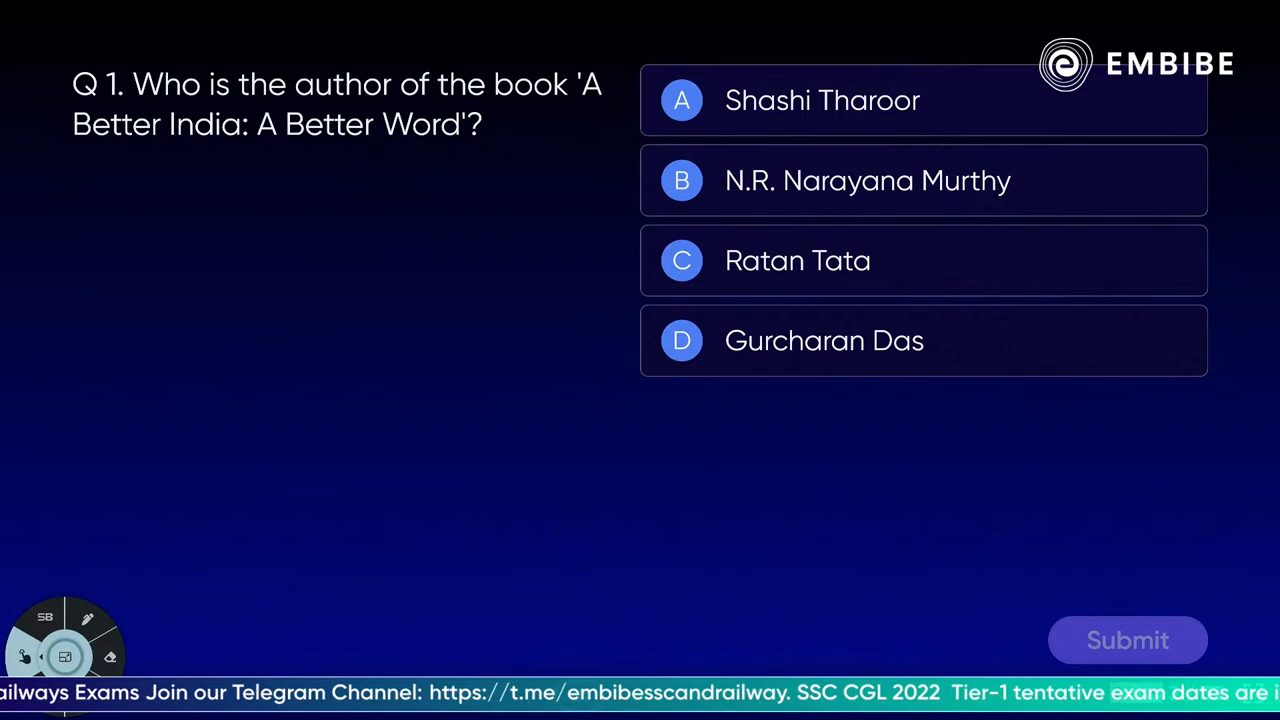 EMBIBE
Q 1. Who is the author of the book 'A
Better India: A Better Word'?
A Shashi Tharoor
B N.R. Narayana Murthy
C Ratan Tata
D Gurcharan Das
SB
Submit
ailways Exams Join our Telegram Channel: https://t.me/embibesscandrailway. SSC CGL 2022 Tier-1 tentative exam dates are i